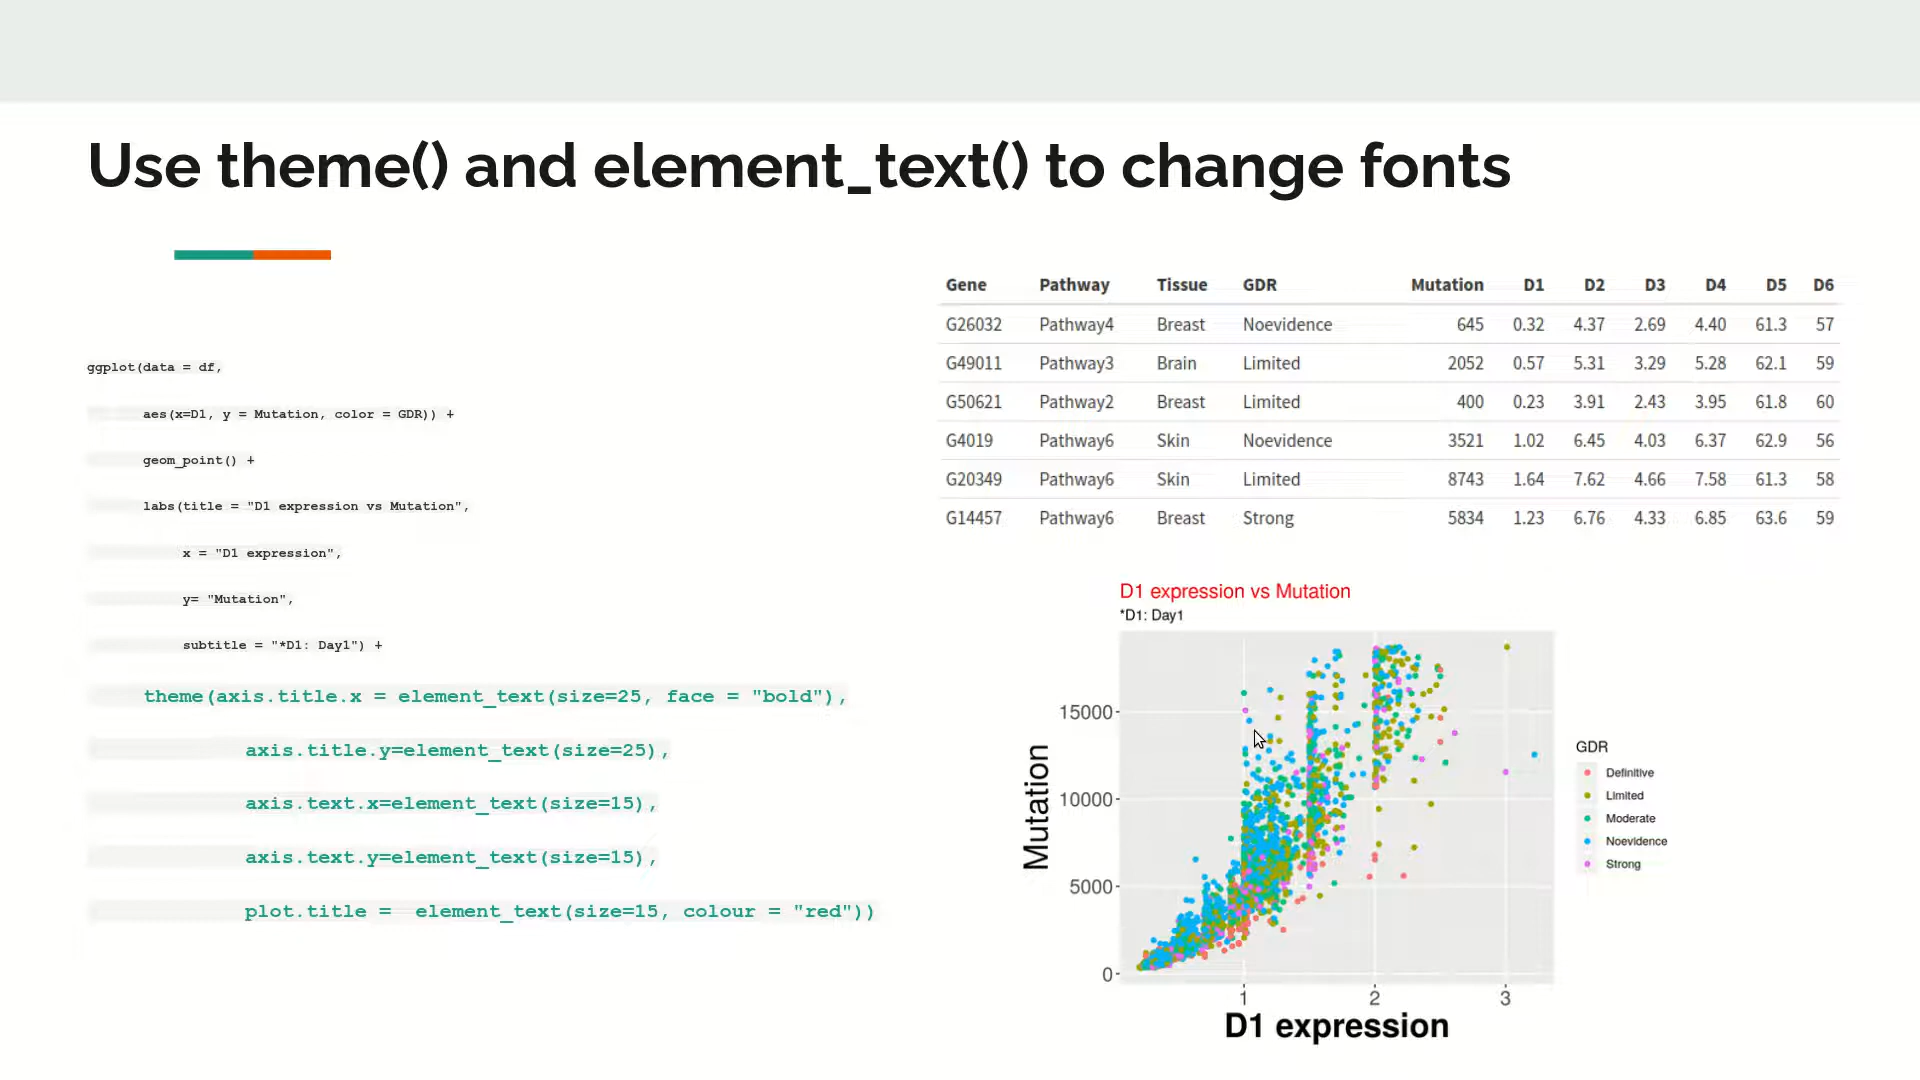 Use theme() and element_text() to change fonts
ggplot(data = df,
aes(x=D1, y = Mutation, color = GDR)) +
geom_point() +
labs(title = "D1 expression vs Mutation",
x = "D1 expression",
y= "Mutation",
subtitle = "*D1: Day1") +
theme(axis.title.x = element_text(size=25, face = "bold"),
axis.title.y=element_text(size=25),
axis.text.x=element_text(size=15),
axis.text.y=element_text(size=15),
plot.title =  element_text(size=15, colour = "red"))
Gene Pathway Tissue GDR Mutation D1 D2 D3 D4 D5 D6
G26032 Pathway4 Breast Noevidence 645 0.32 4.37 2.69 4.40 61.3 57
G49011 Pathway3 Brain Limited 2052 0.57 5.31 3.29 5.28 62.1 59
G50621 Pathway2 Breast Limited 400 0.23 3.91 2.43 3.95 61.8 60
G4019 Pathway6 Skin Noevidence 3521 1.02 6.45 4.03 6.37 62.9 56
G20349 Pathway6 Skin Limited 8743 1.64 7.62 4.66 7.58 61.3 58
G14457 Pathway6 Breast Strong 5834 1.23 6.76 4.33 6.85 63.6 59
D1 expression vs Mutation
*D1: Day1
15000
10000
5000
0
Mutation
1 2 3
D1 expression
GDR
Definitive
Limited
Moderate
Noevidence
Strong